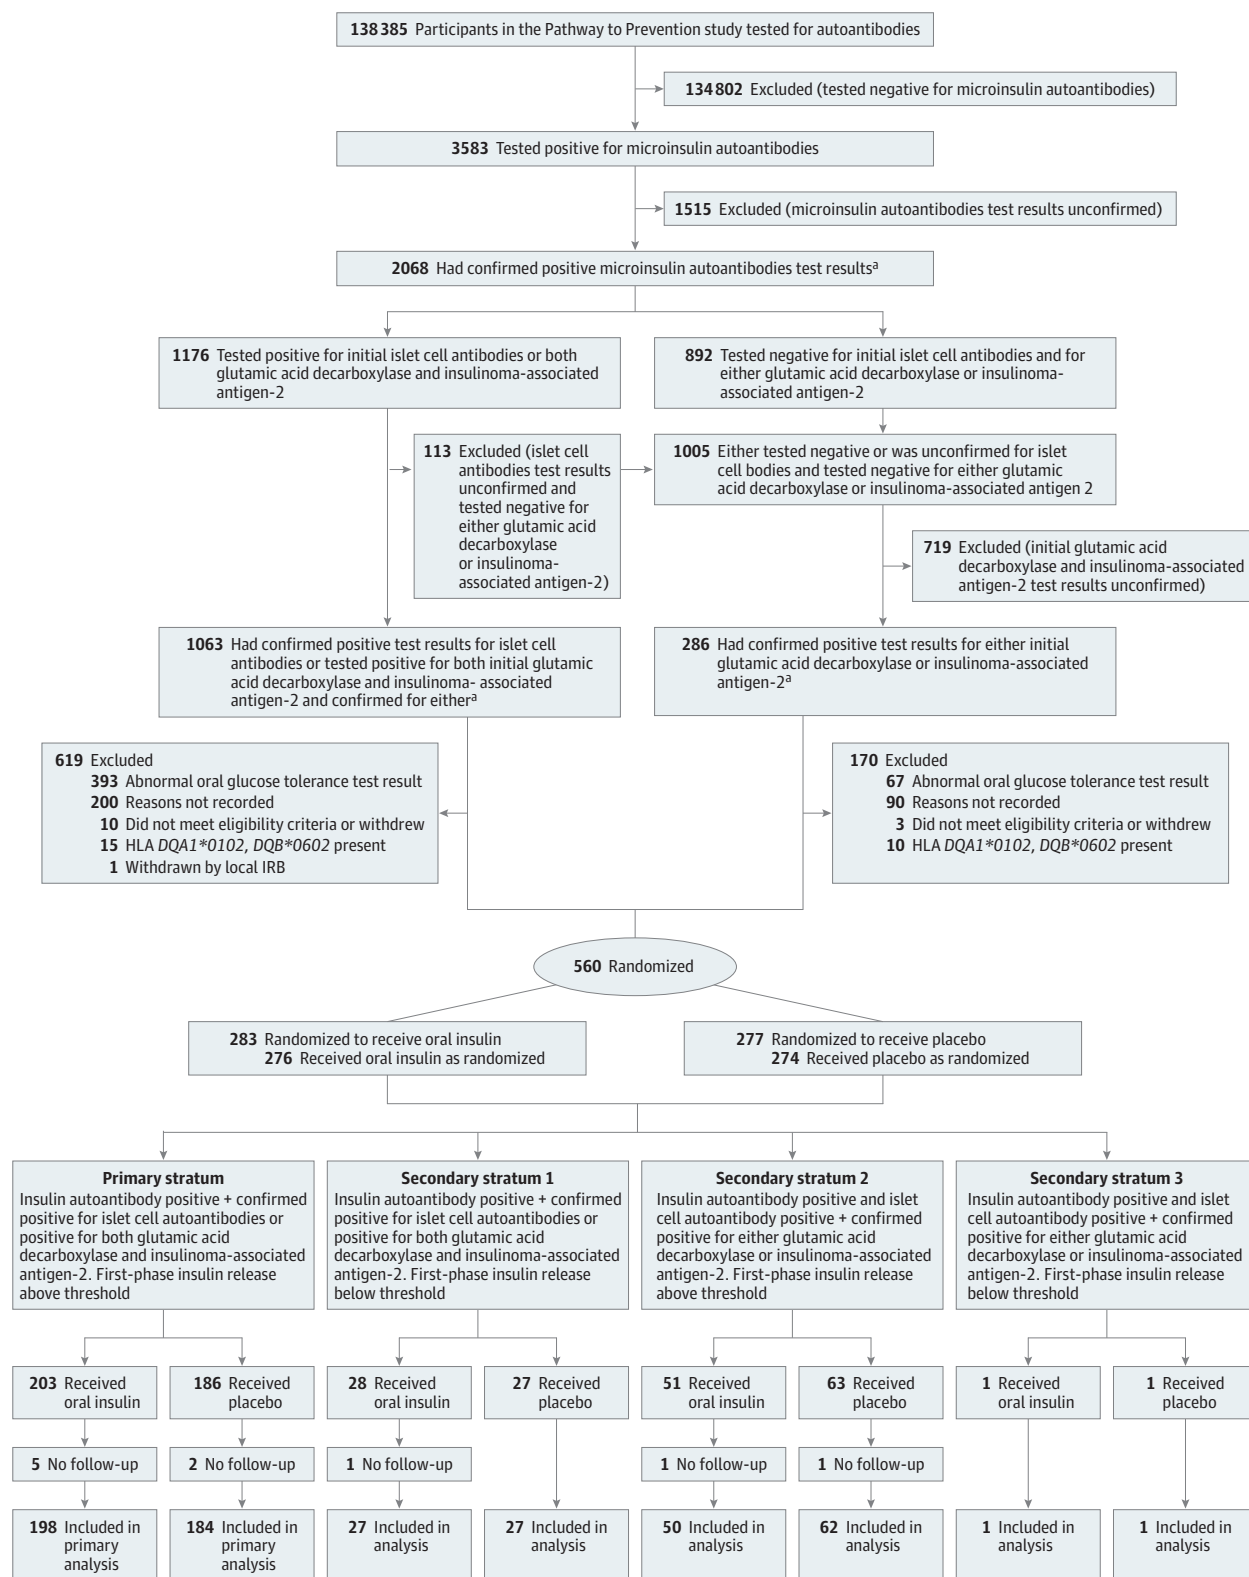 138 385 Participants in the Pathway to Prevention study tested for autoantibodies
134 802 Excluded (tested negative for microinsulin autoantibodies)
3583 Tested positive for microinsulin autoantibodies
1515 Excluded (microinsulin autoantibodies test results unconfirmed)
2068 Had confirmed positive microinsulin autoantibodies test resultsᵃ
1176 Tested positive for initial islet cell antibodies or both
glutamic acid decarboxylase and insulinoma-associated
antigen-2
892 Tested negative for initial islet cell antibodies and for
either glutamic acid decarboxylase or insulinoma-
associated antigen-2
113 Excluded (islet cell
antibodies test results
unconfirmed and
tested negative for
either glutamic acid
decarboxylase
or insulinoma-
associated antigen-2)
1005 Either tested negative or was unconfirmed for islet
cell bodies and tested negative for either glutamic
acid decarboxylase or insulinoma-associated antigen 2
719 Excluded (initial glutamic acid
decarboxylase and insulinoma-associated
antigen-2 test results unconfirmed)
1063 Had confirmed positive test results for islet cell
antibodies or tested positive for both initial glutamic
acid decarboxylase and insulinoma- associated
antigen-2 and confirmed for eitherᵃ
286 Had confirmed positive test results for either initial
glutamic acid decarboxylase or insulinoma-associated
antigen-2ᵃ
619 Excluded
393 Abnormal oral glucose tolerance test result
200 Reasons not recorded
10 Did not meet eligibility criteria or withdrew
15 HLA DQA1*0102, DQB*0602 present
1 Withdrawn by local IRB
170 Excluded
67 Abnormal oral glucose tolerance test result
90 Reasons not recorded
3 Did not meet eligibility criteria or withdrew
10 HLA DQA1*0102, DQB*0602 present
560 Randomized
283 Randomized to receive oral insulin
276 Received oral insulin as randomized
277 Randomized to receive placebo
274 Received placebo as randomized
Primary stratum
Insulin autoantibody positive + confirmed
positive for islet cell autoantibodies or
positive for both glutamic acid
decarboxylase and insulinoma-associated
antigen-2. First-phase insulin release
above threshold
Secondary stratum 1
Insulin autoantibody positive + confirmed
positive for islet cell autoantibodies or
positive for both glutamic acid
decarboxylase and insulinoma-associated
antigen-2. First-phase insulin release
below threshold
Secondary stratum 2
Insulin autoantibody positive and islet
cell autoantibody positive + confirmed
positive for either glutamic acid
decarboxylase or insulinoma-associated
antigen-2. First-phase insulin release
above threshold
Secondary stratum 3
Insulin autoantibody positive and islet
cell autoantibody positive + confirmed
positive for either glutamic acid
decarboxylase or insulinoma-associated
antigen-2. First-phase insulin release
below threshold
203 Received
oral insulin
186 Received
placebo
28 Received
oral insulin
27 Received
placebo
51 Received
oral insulin
63 Received
placebo
1 Received
oral insulin
1 Received
placebo
5 No follow-up
2 No follow-up
1 No follow-up
1 No follow-up
1 No follow-up
198 Included in
primary
analysis
184 Included in
primary
analysis
27 Included in
analysis
27 Included in
analysis
50 Included in
analysis
62 Included in
analysis
1 Included in
analysis
1 Included in
analysis